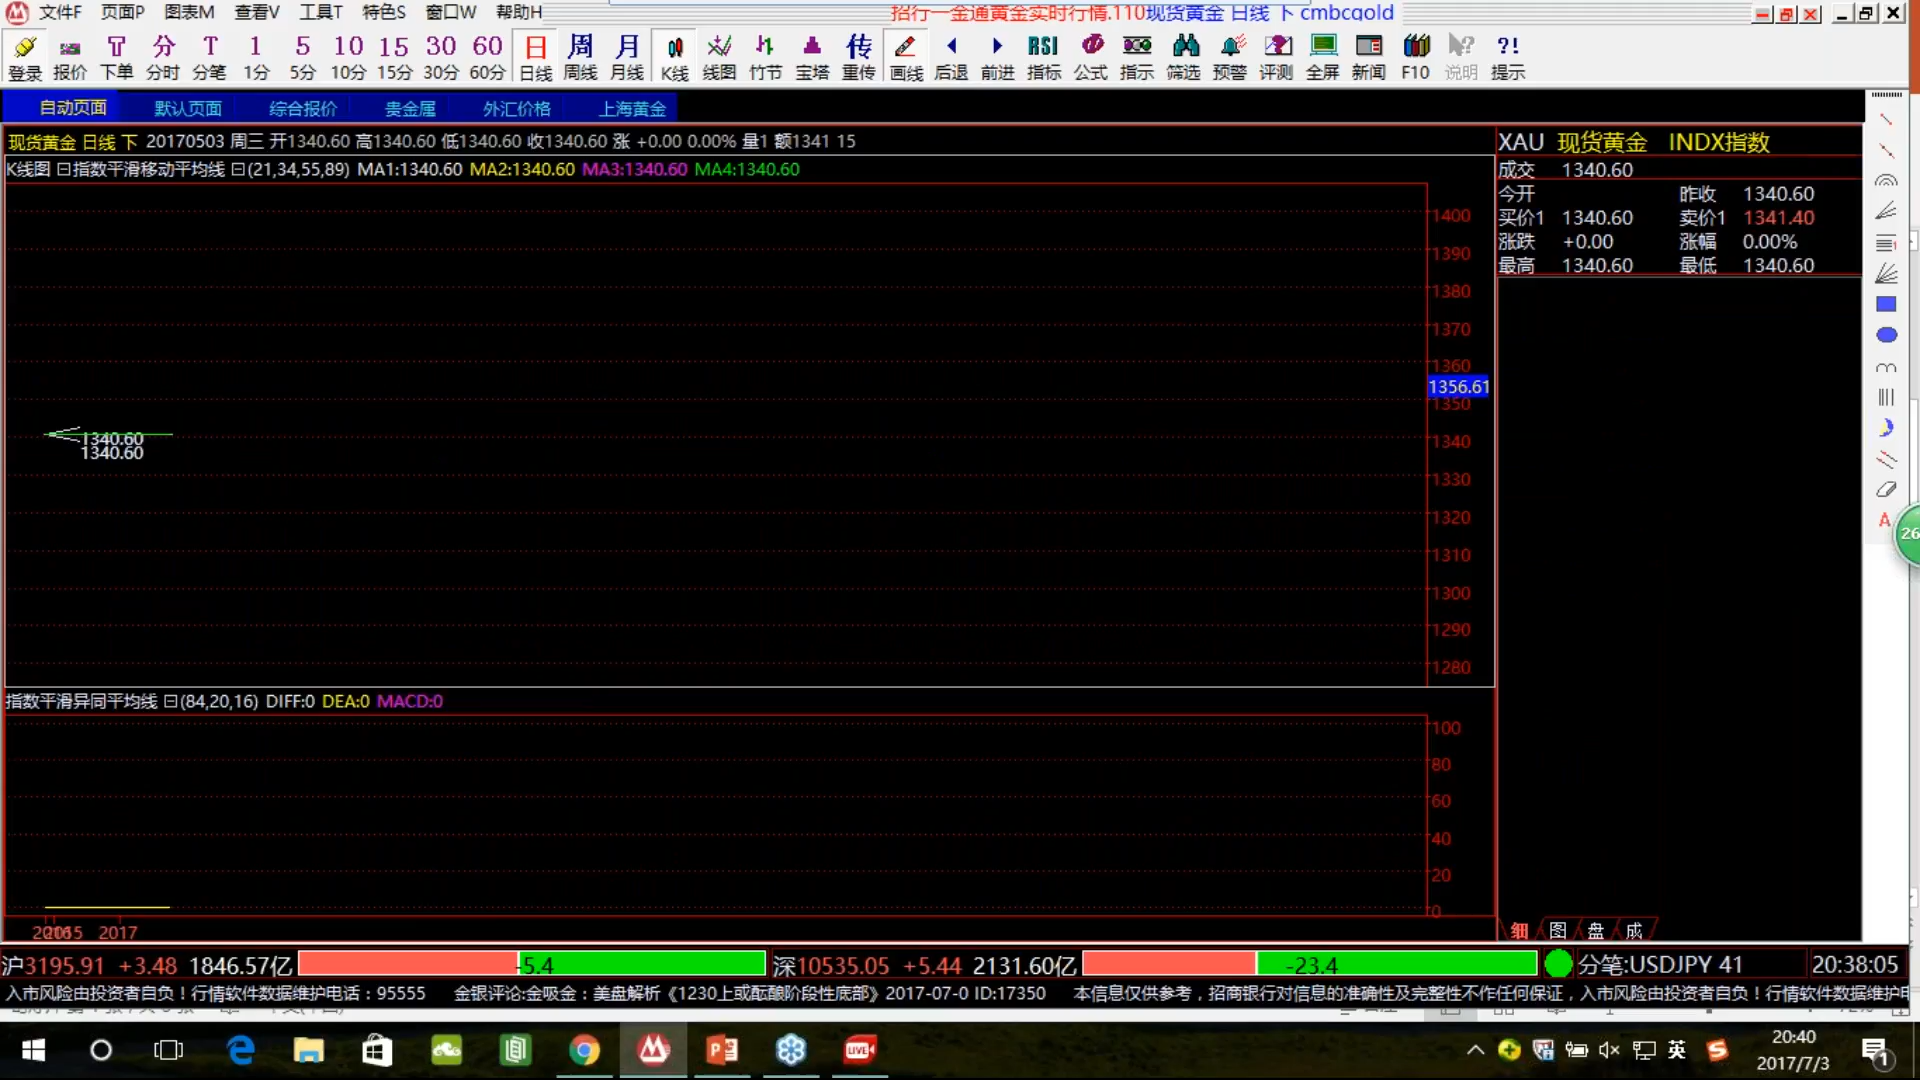 文件F 页面P 图表M 查看V 工具T 特色S 窗口W 帮助H 招行一金通黄金实时行情.110现货黄金 日线 下 cmbcgold
分 T 1 5 10 15 30 60 日 周 月 传 RSI ?!
登录 报价 下单 分时 分笔 1分 5分 10分 15分 30分 60分 日线 周线 月线 K线 线图 竹节 宝塔 重传 画线 后退 前进 指标 公式 指示 筛选 预警 评测 全屏 新闻 F10 说明 提示
自动页面 默认页面 综合报价 贵金属 外汇价格 上海黄金
现货黄金 日线 下 20170503 周三 开1340.60 高1340.60 低1340.60 收1340.60 涨 +0.00 0.00% 量1 额1341 15
XAU 现货黄金 INDX指数
K线图 指数平滑移动平均线 (21,34,55,89) MA1:1340.60 MA2:1340.60 MA3:1340.60 MA4:1340.60
成交 1340.60
今开 昨收 1340.60
买价1 1340.60 卖价1 1341.40
涨跌 +0.00 涨幅 0.00%
最高 1340.60 最低 1340.60
1400
1390
1380
1370
1360
1356.61
1350
1340
1330
1320
1310
1300
1290
1280
1340.60
1340.60
A
26
指数平滑异同平均线 (84,20,16) DIFF:0 DEA:0 MACD:0
100
80
60
40
20
0
2017
细 图 盘 成
沪3195.91 +3.48 1846.57亿 -5.4 深10535.05 +5.44 2131.60亿 -23.4 分笔:USDJPY 41 20:38:05
入市风险由投资者自负！行情软件数据维护电话：95555 金银评论:金吸金：美盘解析《1230上或酝酿阶段性底部》2017-07-0 ID:17350 本信息仅供参考，招商银行对信息的准确性及完整性不作任何保证，入市风险由投资者自负！行情软件数据维护
LIVE 英
20:40
2017/7/3
1